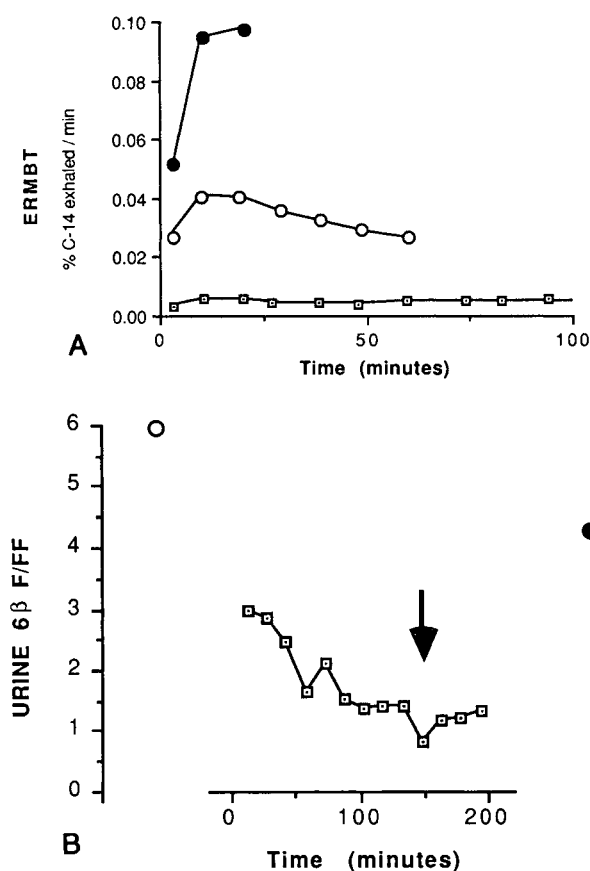 0.10
0.08
0.06
0.04
0.02
0.00
ERMBT
% C-14 exhaled / min
0 50 100
A
Time (minutes)
6
5
4
3
2
1
0
URINE 6β F/FF
0 100 200
B
Time (minutes)